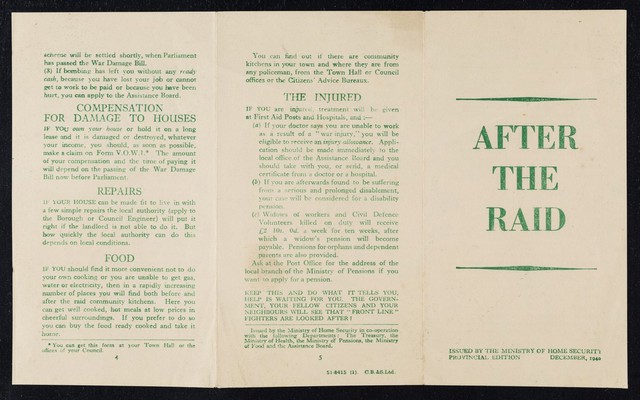 scheme will be settled shortly, when Parliament
has passed the War Damage Bill.
(3) If bombing has left you without any ready
cash, because you have lost your job or cannot
get to work to be paid or because you have been
hurt, you can apply to the Assistance Board.
COMPENSATION
FOR DAMAGE TO HOUSES
IF YOU own your house or hold it on a long
lease and it is damaged or destroyed, whatever
your income, you should, as soon as possible,
make a claim on Form V.O.W.1.* The amount
of your compensation and the time of paying it
will depend on the passing of the War Damage
Bill now before Parliament.
REPAIRS
IF YOUR HOUSE can be made fit to live in with
a few simple repairs the local authority (apply to
the Borough or Council Engineer) will put it
right if the landlord is not able to do it. But
how quickly the local authority can do this
depends on local conditions.
FOOD
IF YOU should find it more convenient not to do
your own cooking or you are unable to get gas,
water or electricity, then in a rapidly increasing
number of places you will find both before and
after the raid community kitchens. Here you
can get well cooked, hot meals at low prices in
cheerful surroundings. If you prefer to do so
you can buy the food ready cooked and take it
home.
* You can get this form at your Town Hall or the
offices of your Council.
4
You can find out if there are community
kitchens in your town and where they are from
any policeman, from the Town Hall or Council
offices or the Citizens' Advice Bureaux.
THE INJURED
IF YOU are injured, treatment will be given
at First Aid Posts and Hospitals, and :—
(a) If your doctor says you are unable to work
as a result of a "war injury," you will be
eligible to receive an injury allowance. Appli-
cation should be made immediately to the
local office of the Assistance Board and you
should take with you, or send, a medical
certificate from a doctor or a hospital.
(b) If you are afterwards found to be suffering
from a serious and prolonged disablement,
your case will be considered for a disability
pension.
(c) Widows of workers and Civil Defence
Volunteers killed on duty will receive
£2 10s. 0d. a week for ten weeks, after
which a widow's pension will become
payable. Pensions for orphans and dependent
parents are also provided.
Ask at the Post Office for the address of the
local branch of the Ministry of Pensions if you
want to apply for a pension.
KEEP THIS AND DO WHAT IT TELLS YOU,
HELP IS WAITING FOR YOU. THE GOVERN-
MENT, YOUR FELLOW CITIZENS AND YOUR
NEIGHBOURS WILL SEE THAT "FRONT LINE"
FIGHTERS ARE LOOKED AFTER!
Issued by the Ministry of Home Security in co-operation
with the following Departments: The Treasury, the
Ministry of Health, the Ministry of Pensions, the Ministry
of Food and the Assistance Board.
5
51-8415 (1) C.B.&S.Ltd.
AFTER
THE
RAID
ISSUED BY THE MINISTRY OF HOME SECURITY
PROVINCIAL EDITION DECEMBER, 1940